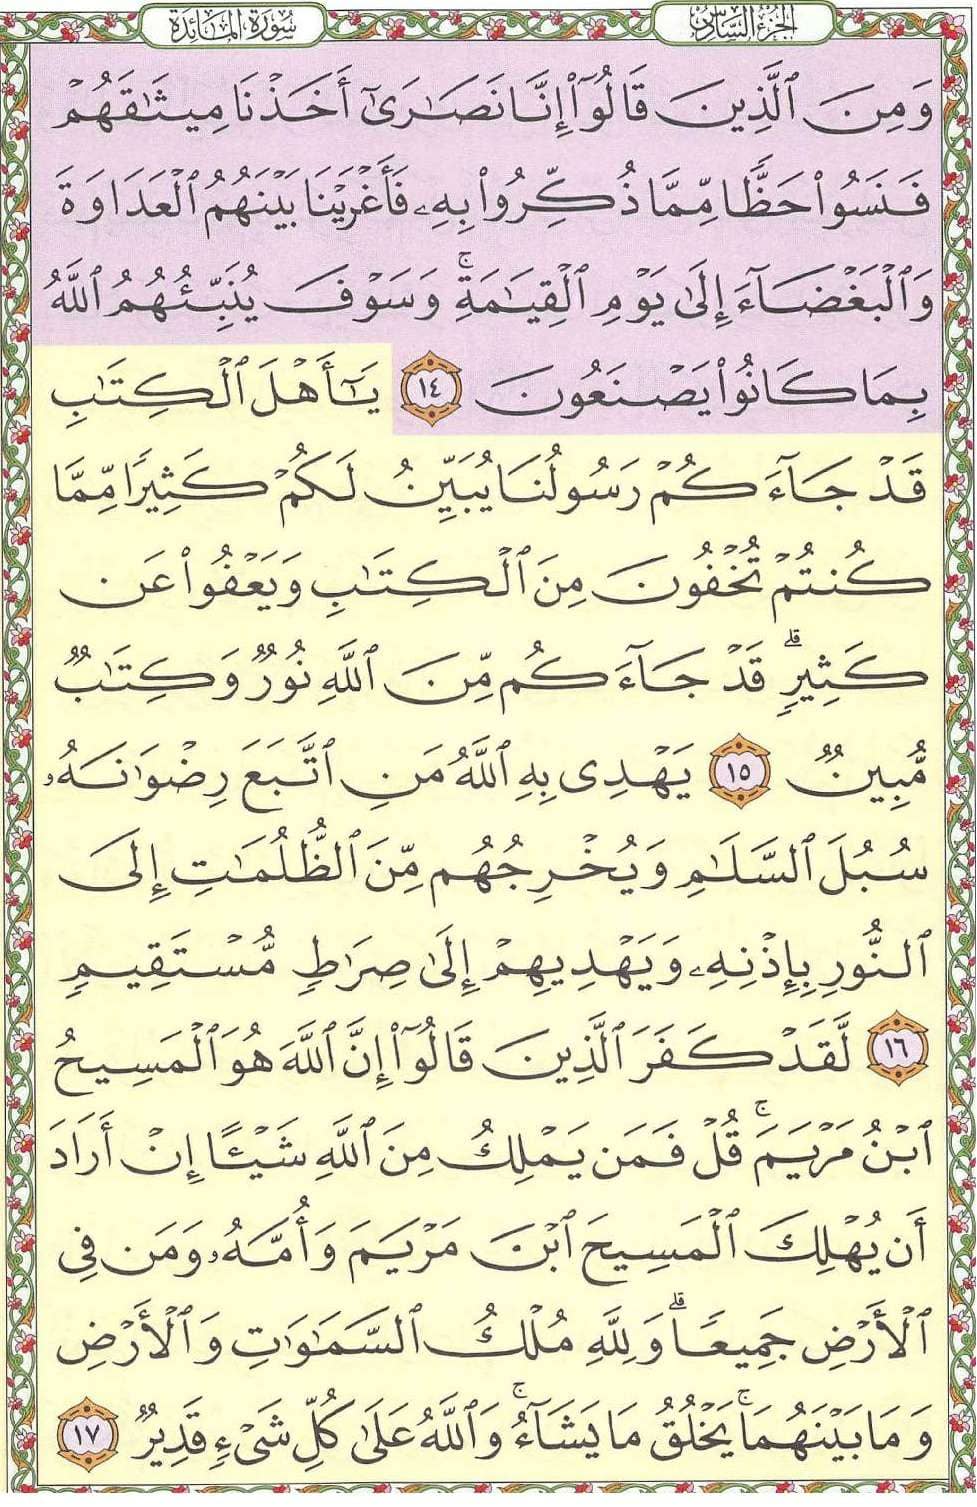 الجزء السادس
سورة المائدة
وَمِنَ ٱلَّذِينَ قَالُوٓا۟ إِنَّا نَصَٰرَىٰٓ أَخَذْنَا مِيثَٰقَهُمْ
فَنَسُوا۟ حَظًّا مِّمَّا ذُكِّرُوا۟ بِهِۦ فَأَغْرَيْنَا بَيْنَهُمُ ٱلْعَدَاوَةَ
وَٱلْبَغْضَآءَ إِلَىٰ يَوْمِ ٱلْقِيَٰمَةِ ۚ وَسَوْفَ يُنَبِّئُهُمُ ٱللَّهُ
بِمَا كَانُوا۟ يَصْنَعُونَ ١٤ يَٰٓأَهْلَ ٱلْكِتَٰبِ
قَدْ جَآءَكُمْ رَسُولُنَا يُبَيِّنُ لَكُمْ كَثِيرًا مِّمَّا
كُنتُمْ تُخْفُونَ مِنَ ٱلْكِتَٰبِ وَيَعْفُوا۟ عَن
كَثِيرٍ ۚ قَدْ جَآءَكُم مِّنَ ٱللَّهِ نُورٌ وَكِتَٰبٌ
مُّبِينٌ ١٥ يَهْدِى بِهِ ٱللَّهُ مَنِ ٱتَّبَعَ رِضْوَٰنَهُۥ
سُبُلَ ٱلسَّلَٰمِ وَيُخْرِجُهُم مِّنَ ٱلظُّلُمَٰتِ إِلَى
ٱلنُّورِ بِإِذْنِهِۦ وَيَهْدِيهِمْ إِلَىٰ صِرَٰطٍ مُّسْتَقِيمٍ
١٦ لَّقَدْ كَفَرَ ٱلَّذِينَ قَالُوٓا۟ إِنَّ ٱللَّهَ هُوَ ٱلْمَسِيحُ
ٱبْنُ مَرْيَمَ ۚ قُلْ فَمَن يَمْلِكُ مِنَ ٱللَّهِ شَيْـًٔا إِنْ أَرَادَ
أَن يُهْلِكَ ٱلْمَسِيحَ ٱبْنَ مَرْيَمَ وَأُمَّهُۥ وَمَن فِى
ٱلْأَرْضِ جَمِيعًا ۗ وَلِلَّهِ مُلْكُ ٱلسَّمَٰوَٰتِ وَٱلْأَرْضِ
وَمَا بَيْنَهُمَا ۚ يَخْلُقُ مَا يَشَآءُ ۚ وَٱللَّهُ عَلَىٰ كُلِّ شَىْءٍ قَدِيرٌ ١٧